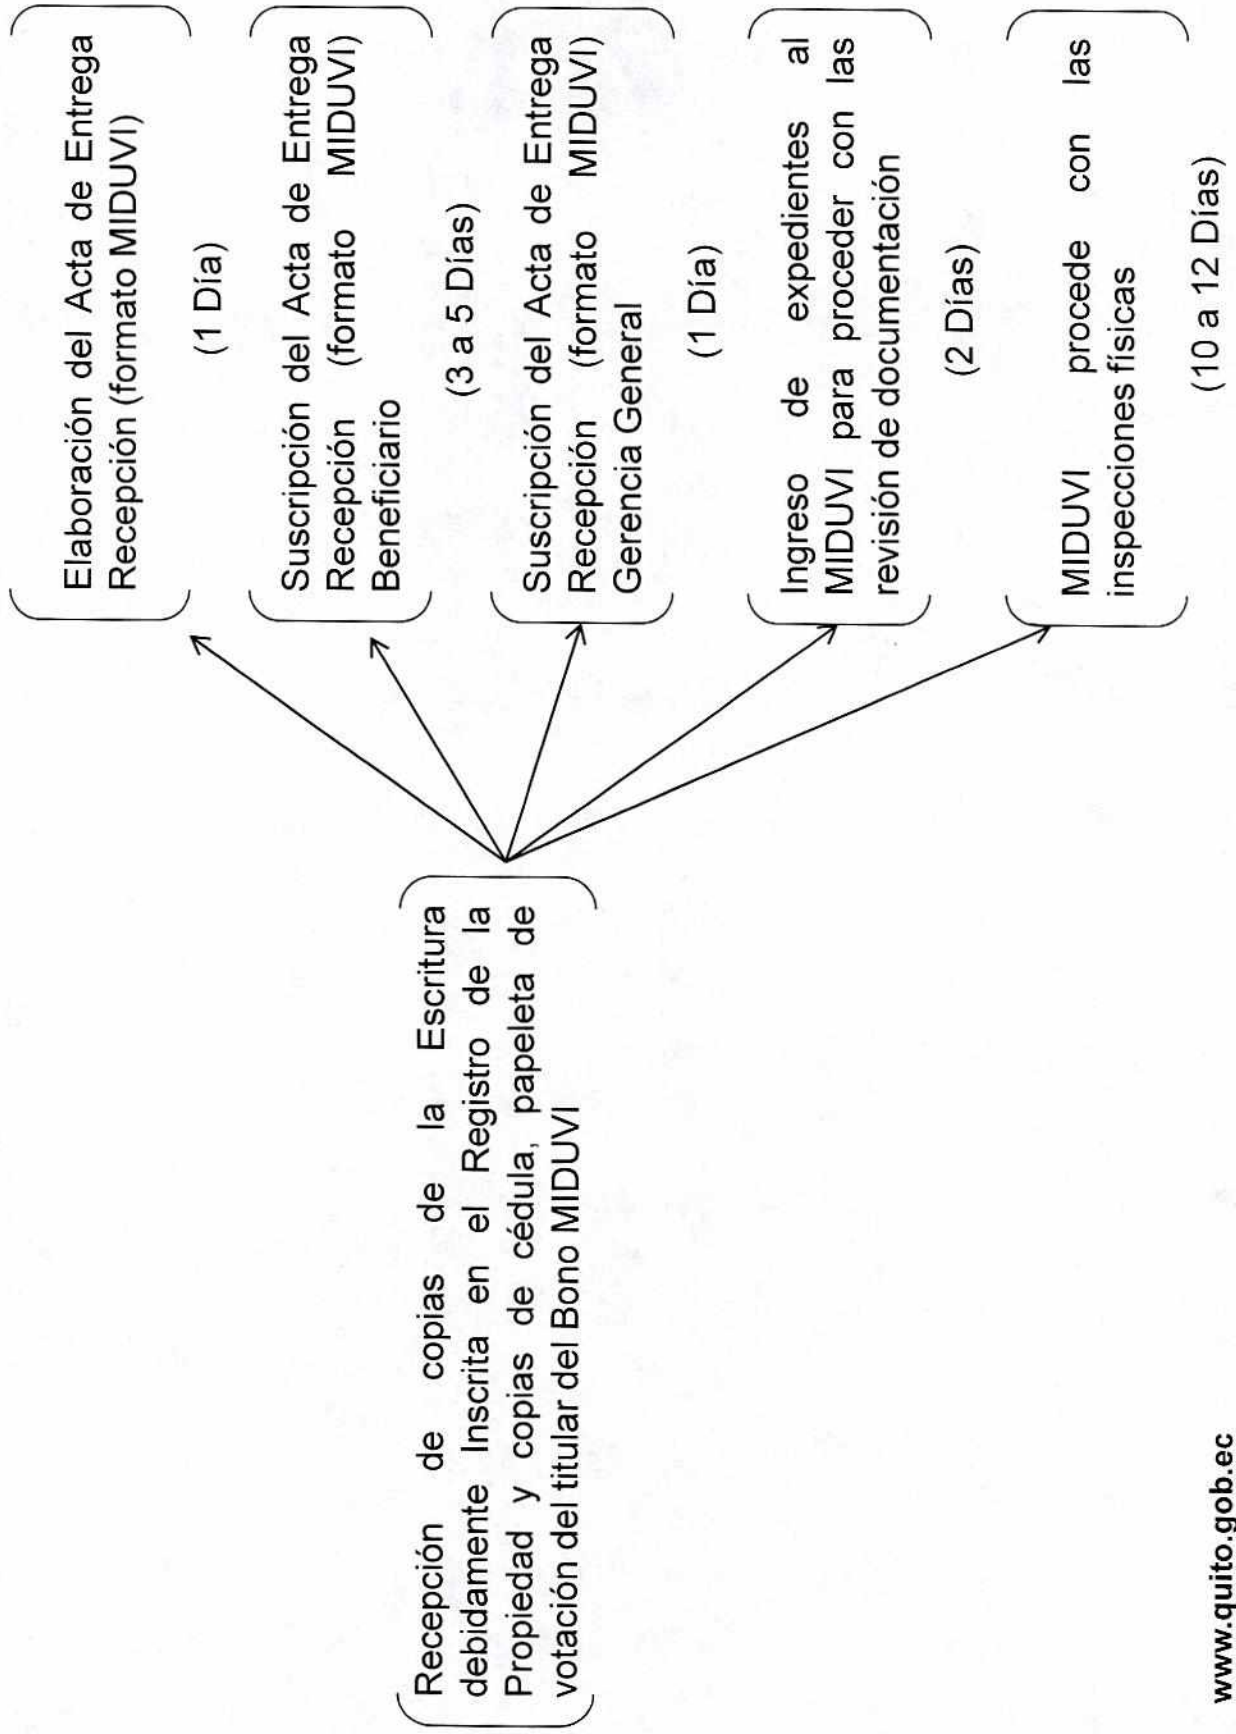 Recepción de copias de la Escritura
debidamente Inscrita en el Registro de la
Propiedad y copias de cédula, papeleta de
votación del titular del Bono MIDUVI
Elaboración del Acta de Entrega
Recepción (formato MIDUVI)
(1 Día)
Suscripción del Acta de Entrega
Recepción (formato MIDUVI)
Beneficiario
(3 a 5 Días)
Suscripción del Acta de Entrega
Recepción (formato MIDUVI)
Gerencia General
(1 Día)
Ingreso de expedientes al
MIDUVI para proceder con las
revisión de documentación
(2 Días)
MIDUVI procede con las
inspecciones físicas
(10 a 12 Días)
www.quito.gob.ec